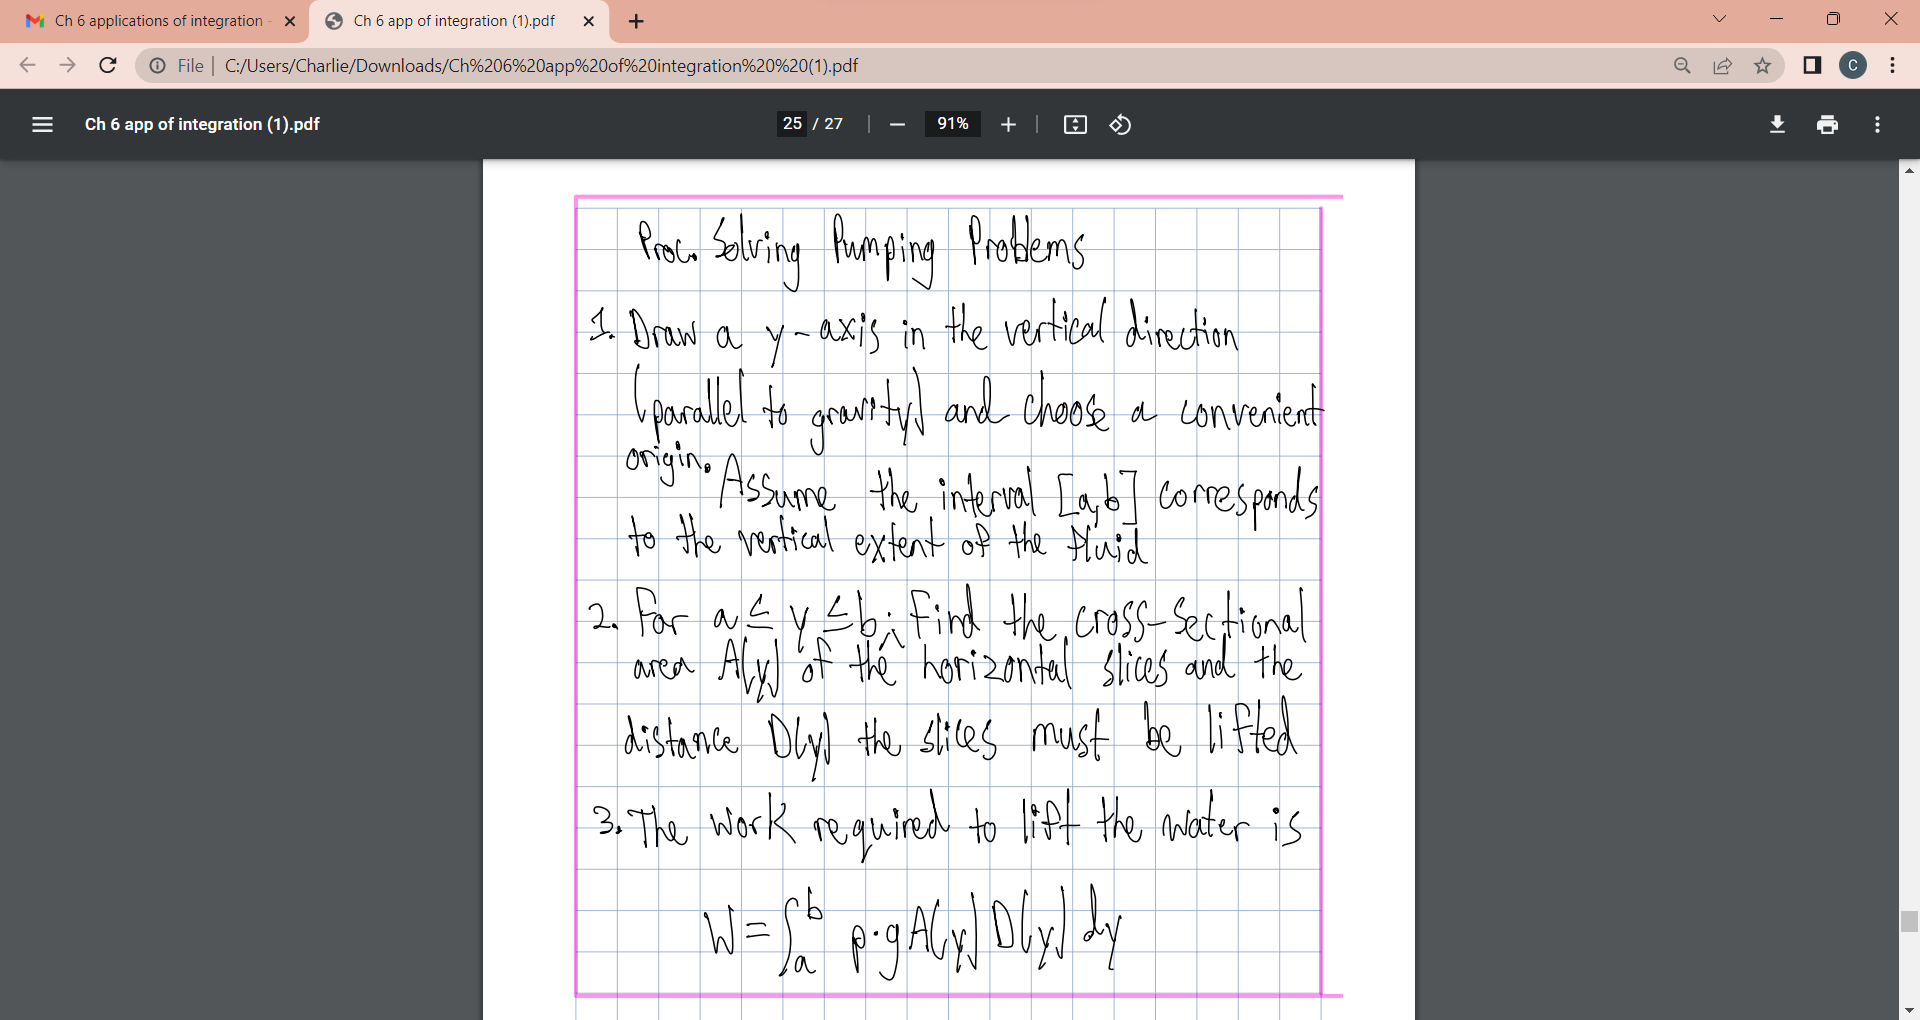 Ch 6 applications of integration
Ch 6 app of integration (1).pdf
File | C:/Users/Charlie/Downloads/Ch%206%20app%20of%20integration%20%20(1).pdf
C
Ch 6 app of integration (1).pdf
25 / 27
91%
Proc. Solving Pumping Problems
1. Draw a y-axis in the vertical direction
(parallel to gravity) and choose a convenient
origin.
Assume the interval [a,b] corresponds
to the vertical extent of the fluid
2. For a ≤ y ≤ b; find the cross-sectional
area A(y) of the horizontal slices and the
distance D(y) the slices must be lifted
3. The work required to lift the water is
W = ∫_a^b ρ·g A(y) D(y) dy